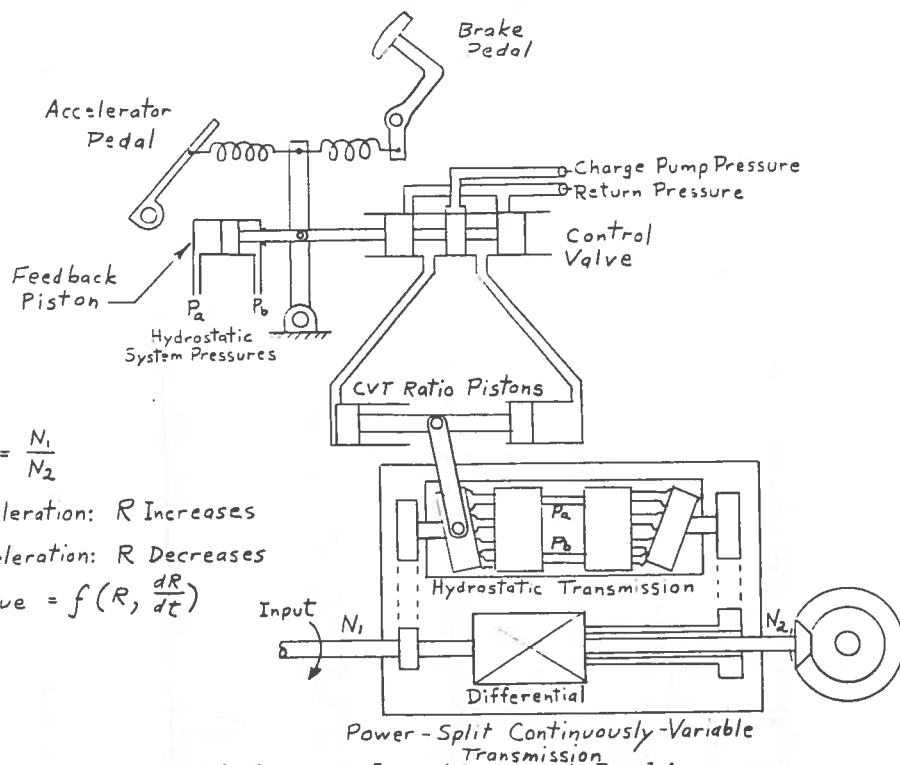 Brake
Pedal
Accelerator
Pedal
Charge Pump Pressure
Return Pressure
Control
Valve
Feedback
Piston
Pa
Pb
Hydrostatic
System Pressures
CVT Ratio Pistons
= N1
N2
leration: R Increases
eleration: R Decreases
ue = f (R, dR
dt)
Pa
Pb
Hydrostatic Transmission
Input
N1
N2
Differential
Power-Split Continuously-Variable
Transmission